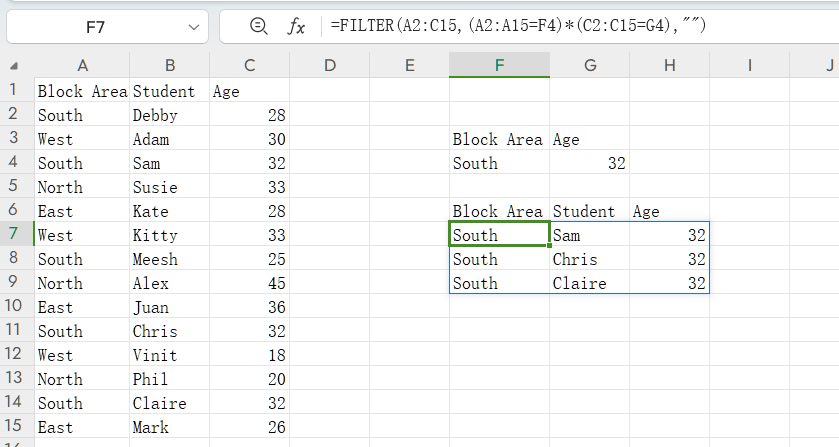 F7 fx =FILTER(A2:C15,(A2:A15=F4)*(C2:C15=G4),"")
A B C D E F G H I J
1 Block Area Student Age
2 South Debby 28
3 West Adam 30 Block Area Age
4 South Sam 32 South 32
5 North Susie 33
6 East Kate 28 Block Area Student Age
7 West Kitty 33 South Sam 32
8 South Meesh 25 South Chris 32
9 North Alex 45 South Claire 32
10 East Juan 36
11 South Chris 32
12 West Vinit 18
13 North Phil 20
14 South Claire 32
15 East Mark 26